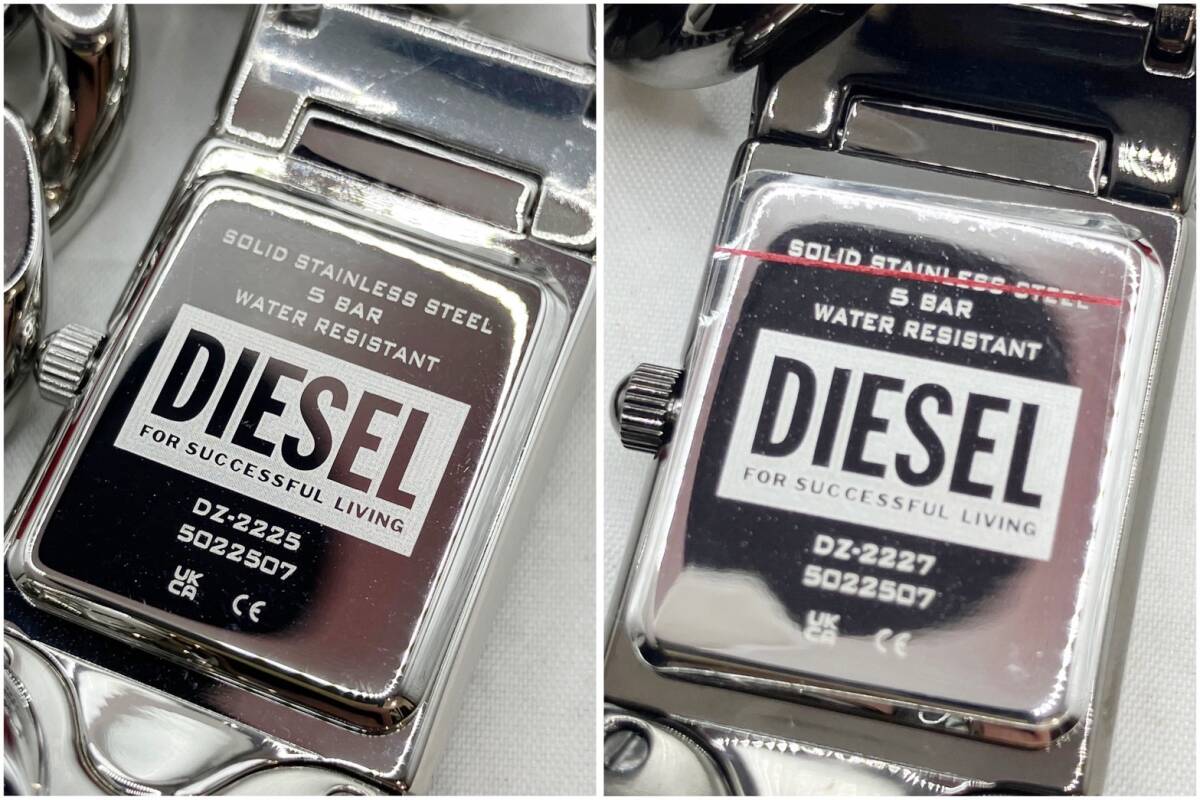 SOLID STAINLESS STEEL
5 BAR
WATER RESISTANT
DIESEL
FOR SUCCESSFUL LIVING
DZ-2225
5022507
UK
CA CE
SOLID STAINLESS STEEL
5 BAR
WATER RESISTANT
DIESEL
FOR SUCCESSFUL LIVING
DZ-2227
5022507
UK
CA CE